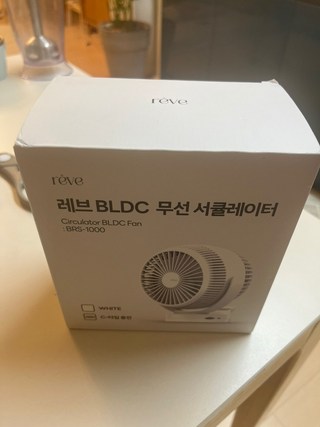 rêve
rêve
레브 BLDC 무선 서큘레이터
Circulator BLDC Fan
: BRS-1000
WHITE